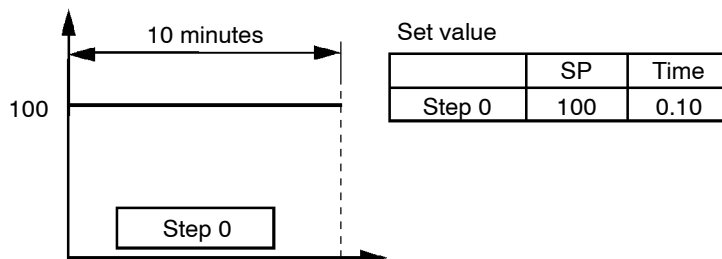 10 minutes
100
Step 0
Set value
SP Time
Step 0 100 0.10